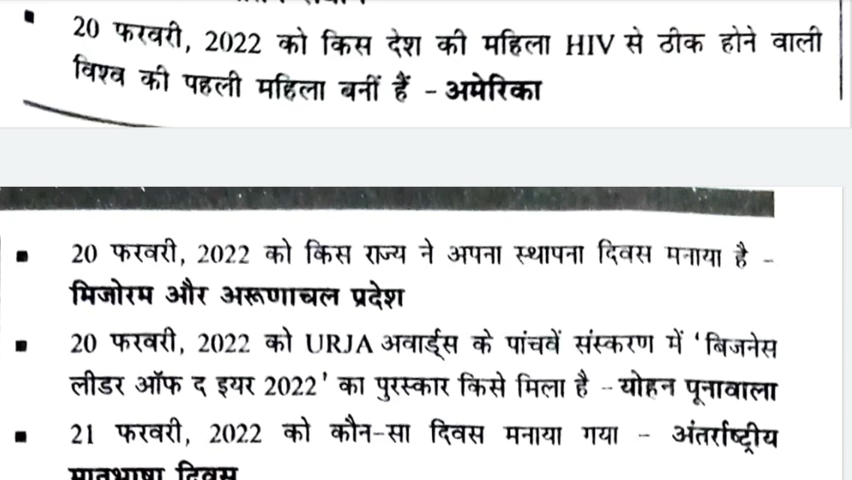 ■ 20 फरवरी, 2022 को किस देश की महिला HIV से ठीक होने वाली
विश्व की पहली महिला बनीं हैं - अमेरिका
■ 20 फरवरी, 2022 को किस राज्य ने अपना स्थापना दिवस मनाया है -
मिजोरम और अरूणाचल प्रदेश
■ 20 फरवरी, 2022 को URJA अवार्ड्स के पांचवें संस्करण में 'बिजनेस
लीडर ऑफ द इयर 2022' का पुरस्कार किसे मिला है - योहन पूनावाला
■ 21 फरवरी, 2022 को कौन-सा दिवस मनाया गया - अंतर्राष्ट्रीय
मातृभाषा दिवस